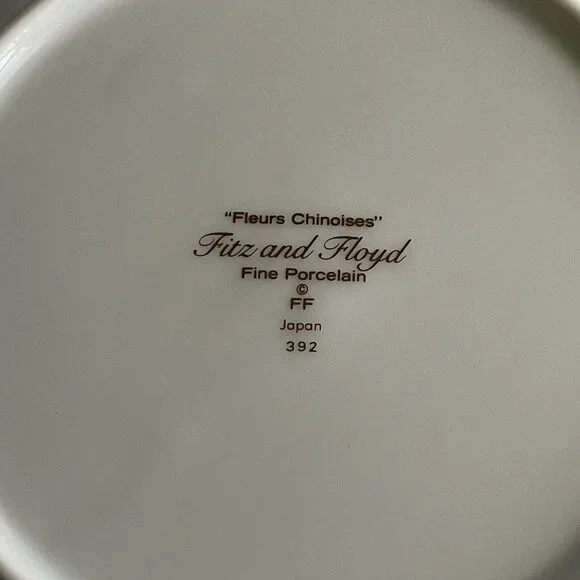 "Fleurs Chinoises"
Fitz and Floyd
Fine Porcelain
©
FF
Japan
392